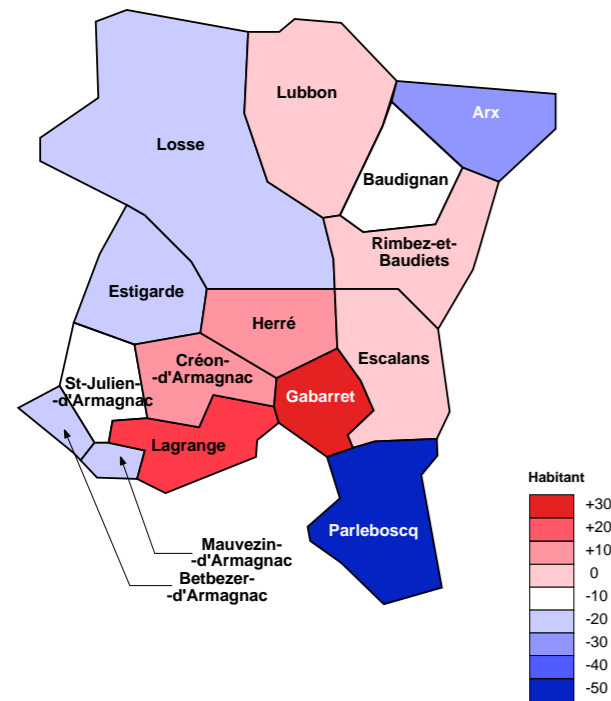 Lubbon
Arx
Losse
Baudignan
Rimbez-et-
Baudiets
Estigarde
Herré
Créon-
-d'Armagnac
Escalans
St-Julien-
-d'Armagnac
Gabarret
Lagrange
Parleboscq
Mauvezin-
-d'Armagnac
Betbezer-
-d'Armagnac
Habitant
+30
+20
+10
0
-10
-20
-30
-40
-50